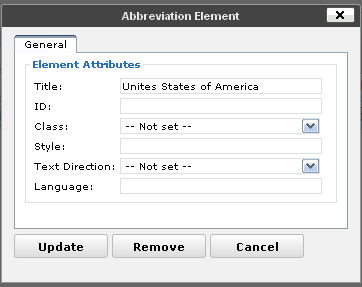 Abbreviation Element
General
Element Attributes
Title: Unites States of America
ID:
Class: -- Not set --
Style:
Text Direction: -- Not set --
Language:
Update Remove Cancel